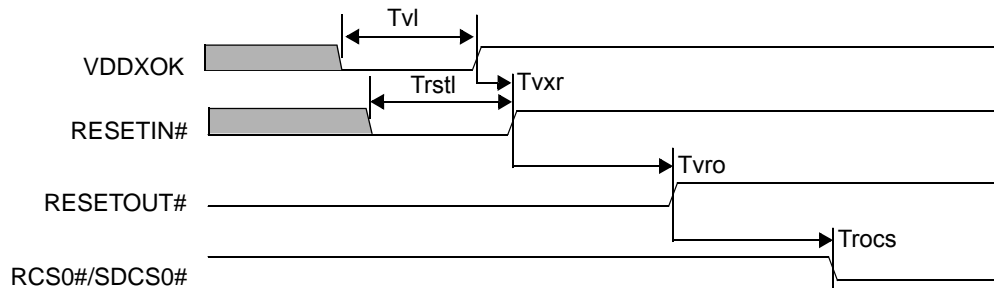 Tvl
VDDXOK
Trstl
Tvxr
RESETIN#
Tvro
RESETOUT#
Trocs
RCS0#/SDCS0#